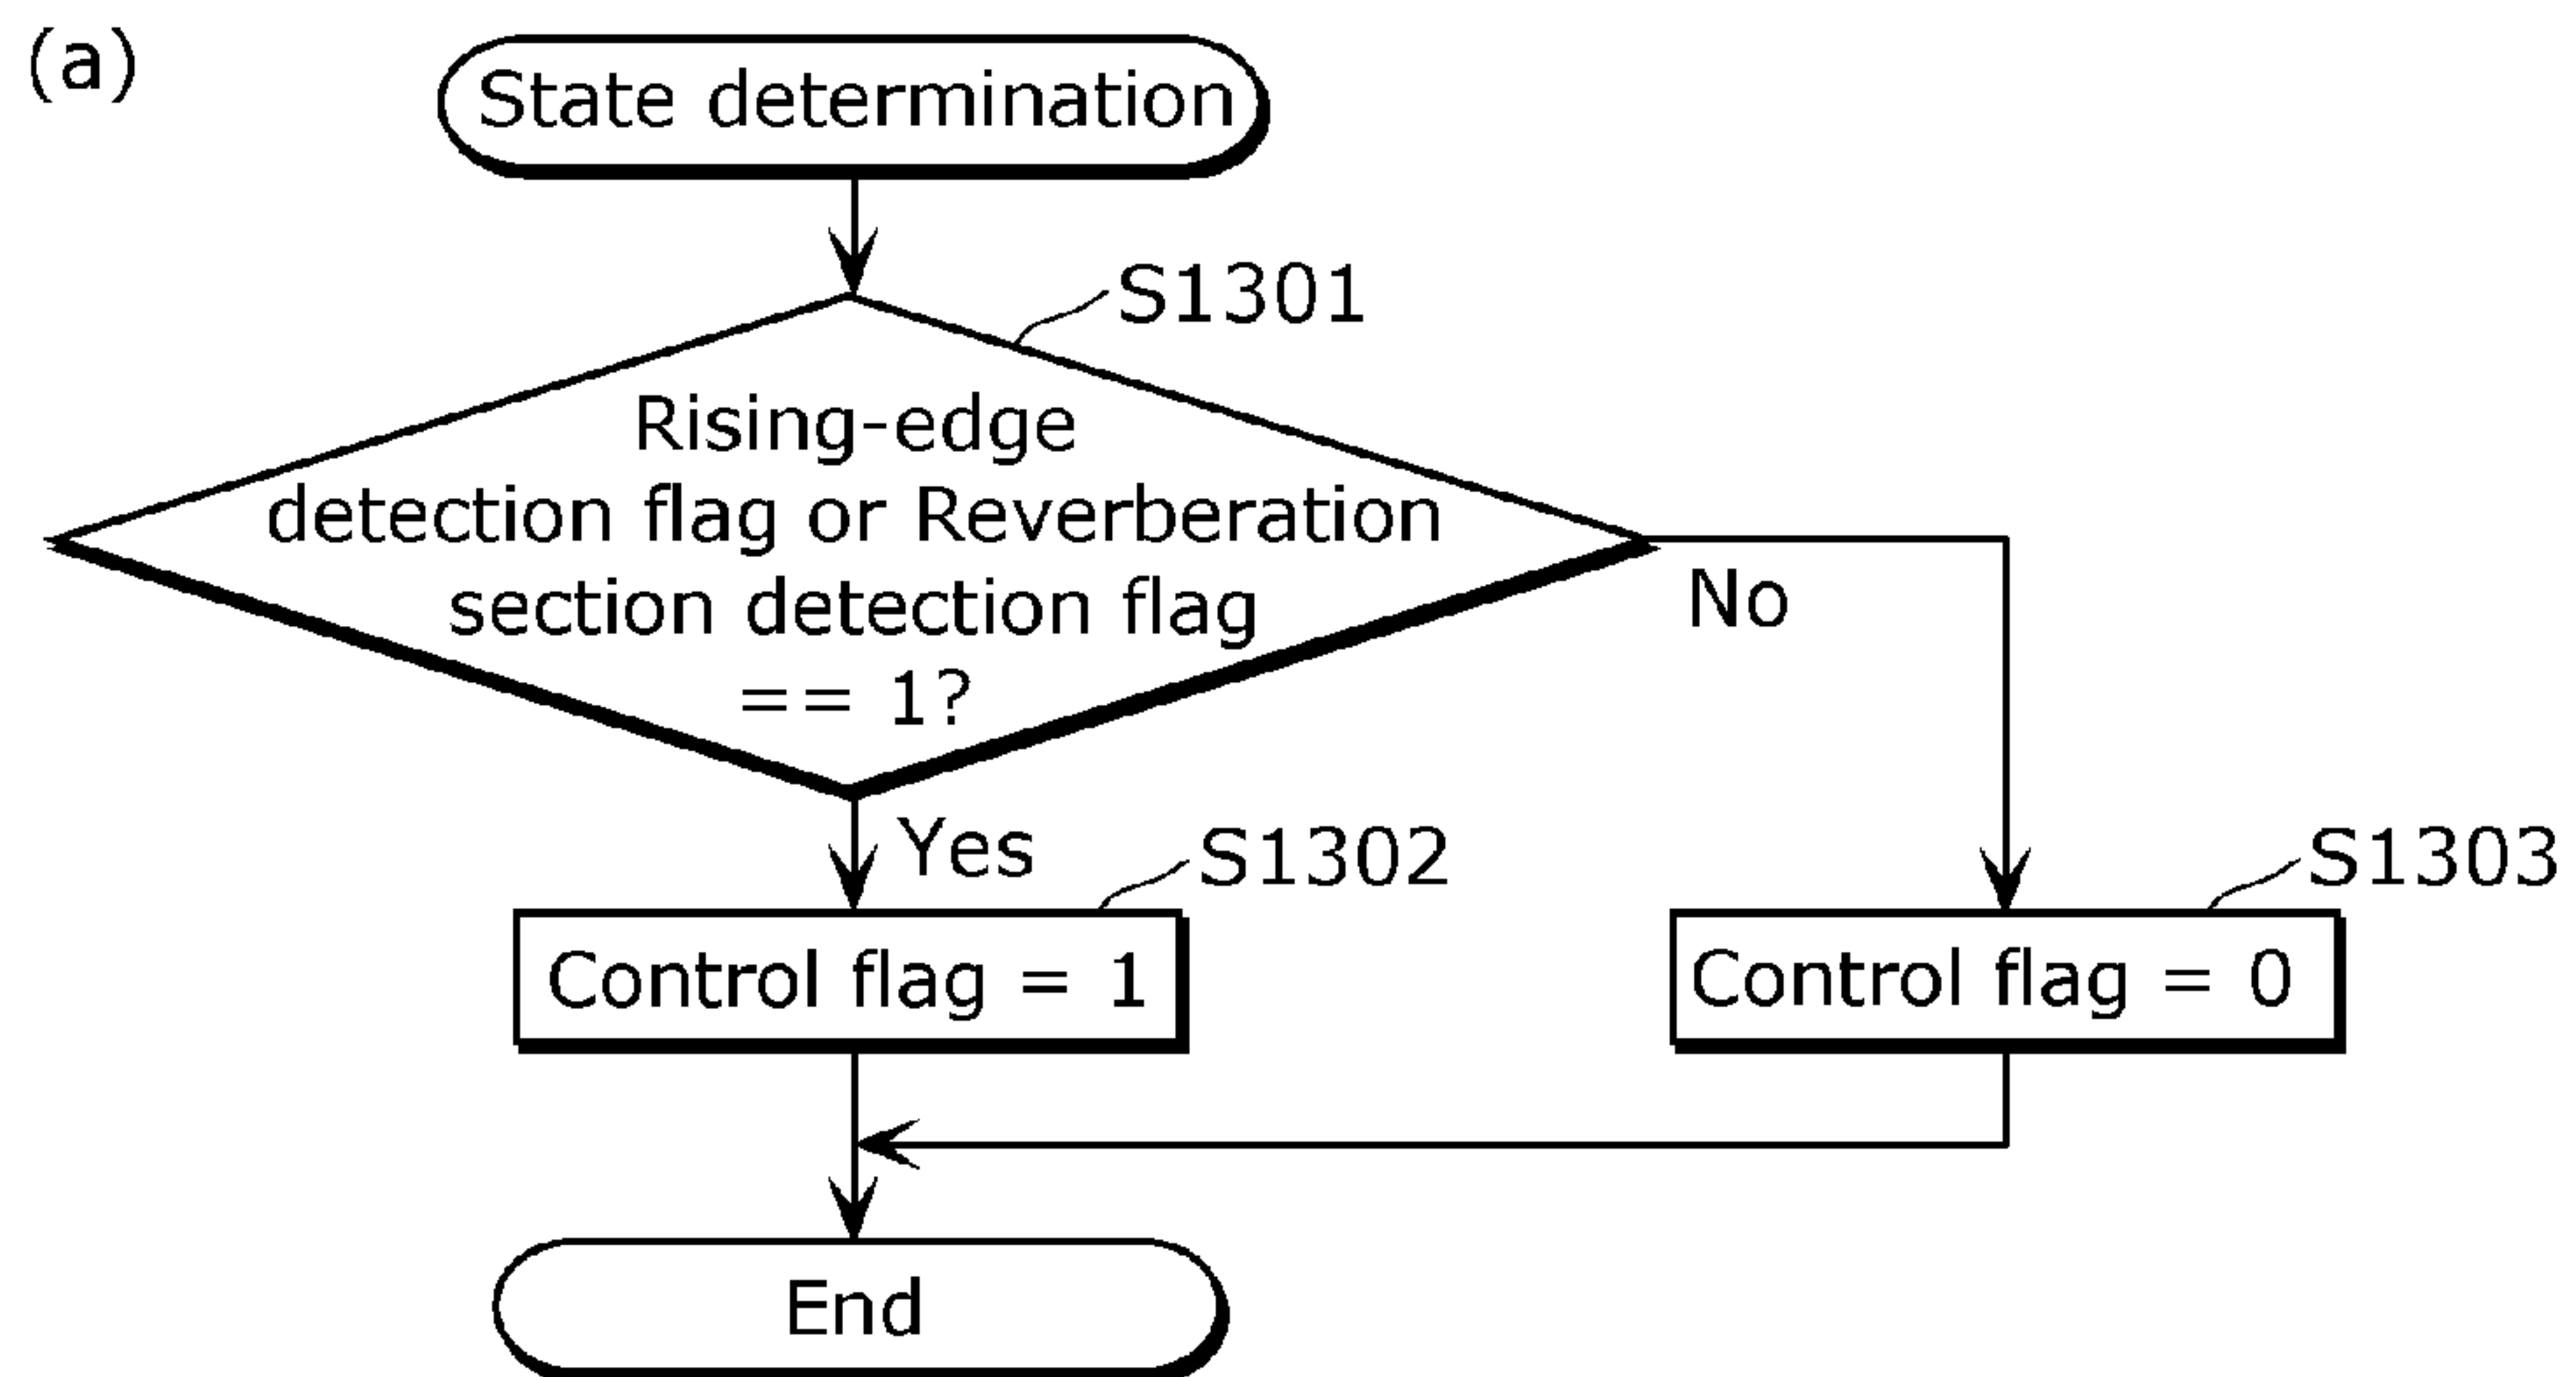 (a)
State determination
S1301
Rising-edge
detection flag or Reverberation
section detection flag
== 1?
No
Yes
S1302
S1303
Control flag = 1
Control flag = 0
End